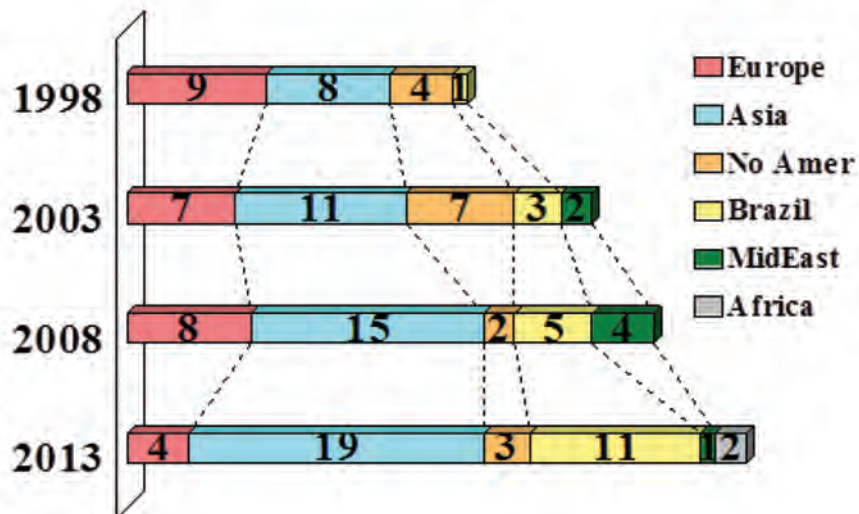 1998 9 8 4 1
2003 7 11 7 3 2
2008 8 15 2 5 4
2013 4 19 3 11 1 2
Europe
Asia
No Amer
Brazil
MidEast
Africa